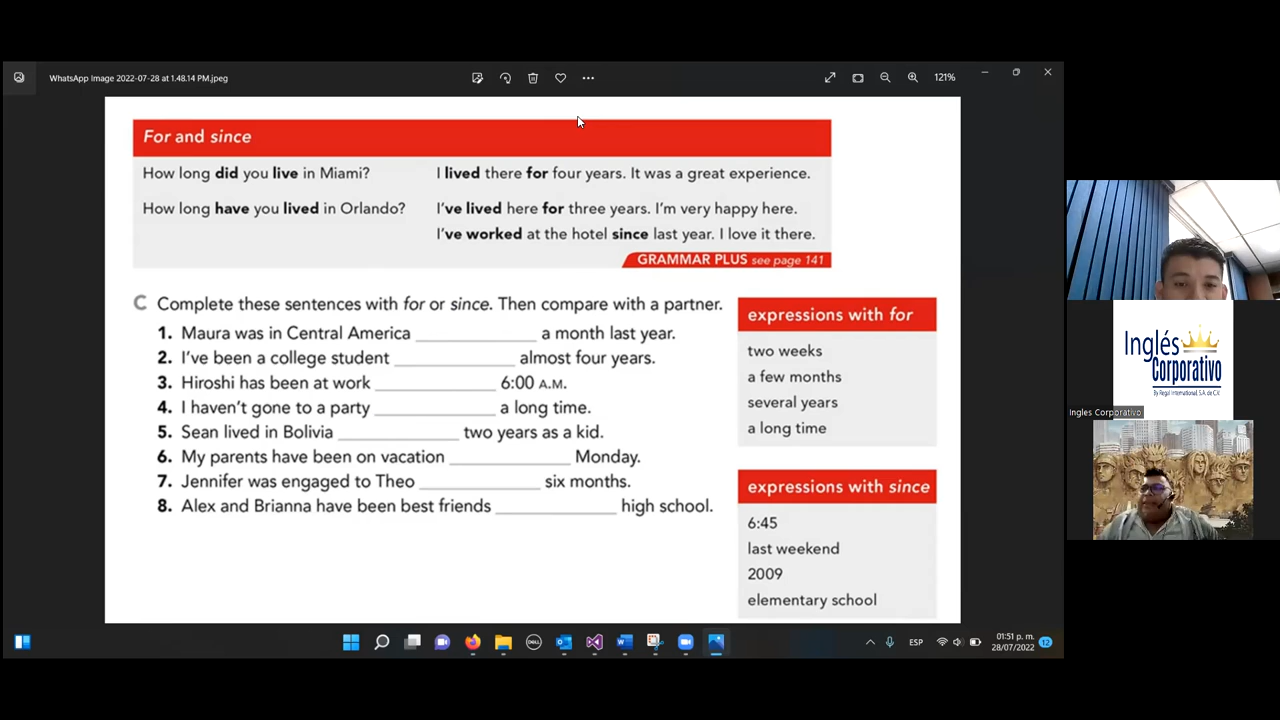 WhatsApp Image 2022-07-28 at 1.48.14 PM.jpeg
121%
For and since
How long did you live in Miami?
I lived there for four years. It was a great experience.
How long have you lived in Orlando?
I've lived here for three years. I'm very happy here.
I've worked at the hotel since last year. I love it there.
GRAMMAR PLUS see page 141
C Complete these sentences with for or since. Then compare with a partner.
1. Maura was in Central America ____________ a month last year.
2. I've been a college student ____________ almost four years.
3. Hiroshi has been at work ____________ 6:00 A.M.
4. I haven't gone to a party ____________ a long time.
5. Sean lived in Bolivia ____________ two years as a kid.
6. My parents have been on vacation ____________ Monday.
7. Jennifer was engaged to Theo ____________ six months.
8. Alex and Brianna have been best friends ____________ high school.
expressions with for
two weeks
a few months
several years
a long time
expressions with since
6:45
last weekend
2009
elementary school
Inglés
Corporativo
By Regal International, S.A. de C.V.
Ingles Corporativo
DELL
ESP
01:51 p. m.
28/07/2022
12